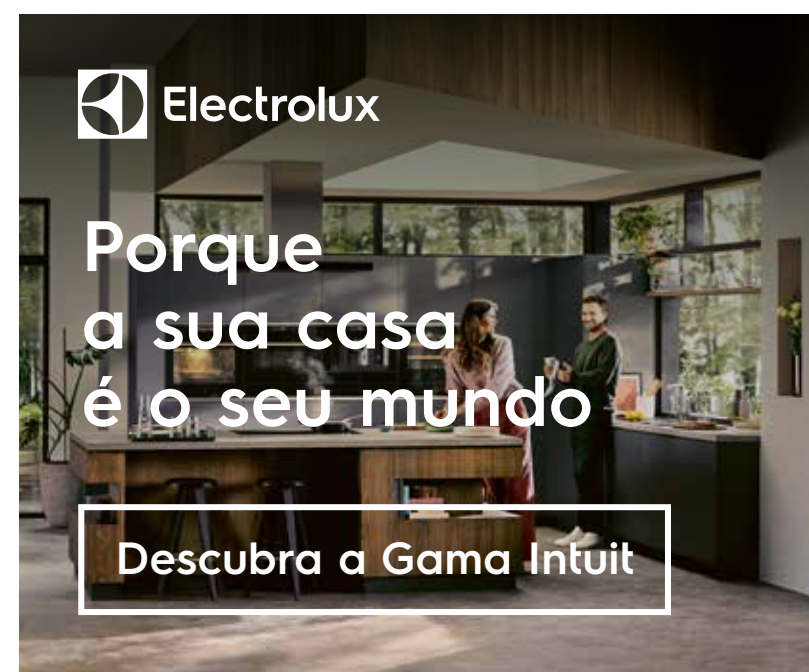 Electrolux
Porque
a sua casa
é o seu mundo
Descubra a Gama Intuit